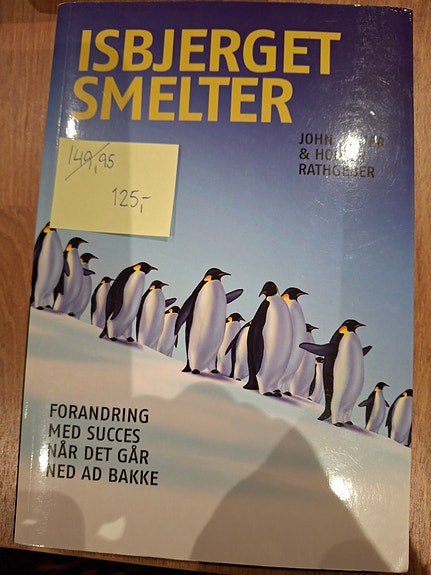 ISBJERGET
SMELTER
JOHN
& 
RATHGEBER
149,95
125,-
FORANDRING
MED SUCCES
NÅR DET GÅR
NED AD BAKKE